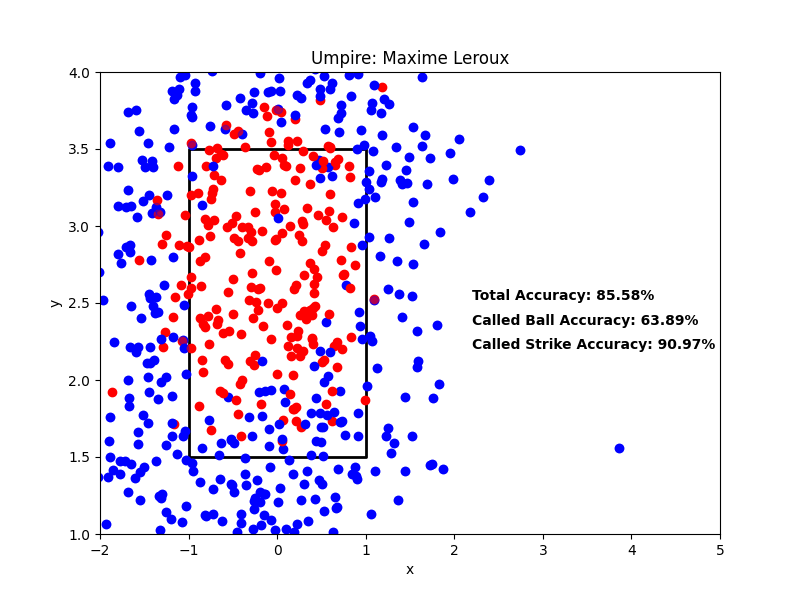 Umpire: Maxime Leroux
4.0
3.5
3.0
2.5
2.0
1.5
1.0
y
Total Accuracy: 85.58%
Called Ball Accuracy: 63.89%
Called Strike Accuracy: 90.97%
−2
−1
0
1
2
3
4
5
x